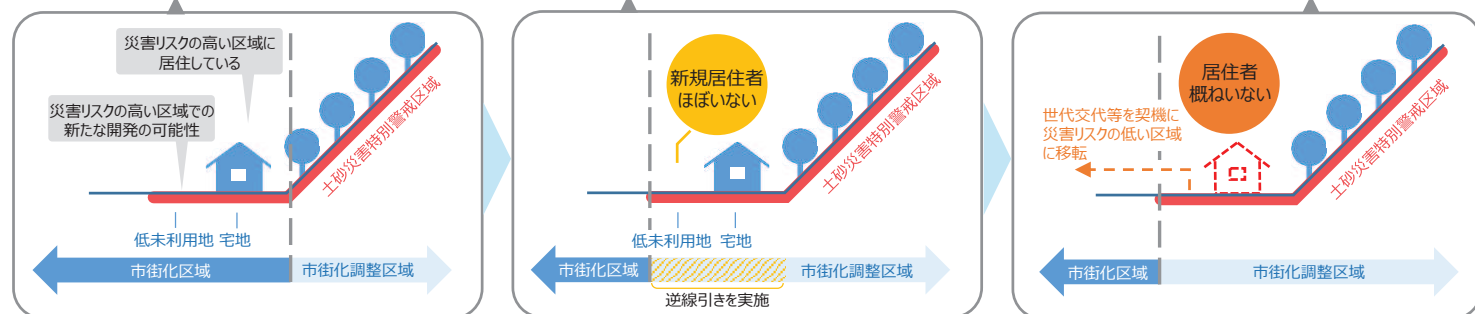 災害リスクの高い区域に
居住している
災害リスクの高い区域での
新たな開発の可能性
土砂災害特別警戒区域
低未利用地
宅地
市街化区域
市街化調整区域
新規居住者
ほぼいない
土砂災害特別警戒区域
低未利用地
宅地
市街化区域
市街化調整区域
逆線引きを実施
居住者
概ねいない
世代交代等を契機に
災害リスクの低い区域
に移転
土砂災害特別警戒区域
市街化区域
市街化調整区域